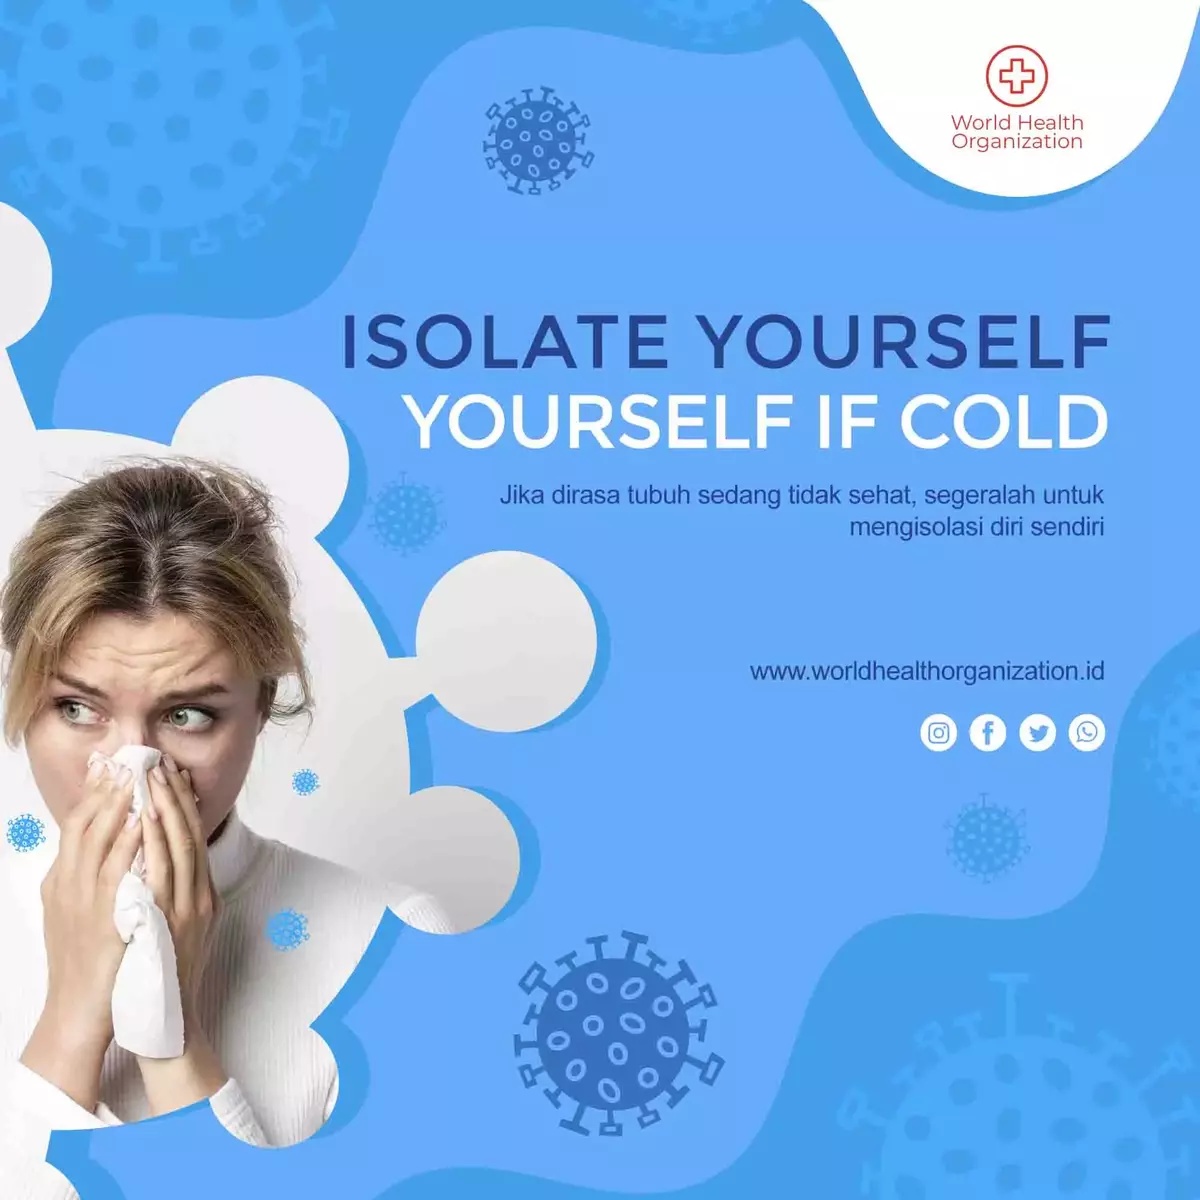 World Health
Organization
ISOLATE YOURSELF
YOURSELF IF COLD
Jika dirasa tubuh sedang tidak sehat, segeralah untuk
mengisolasi diri sendiri
www.worldhealthorganization.id